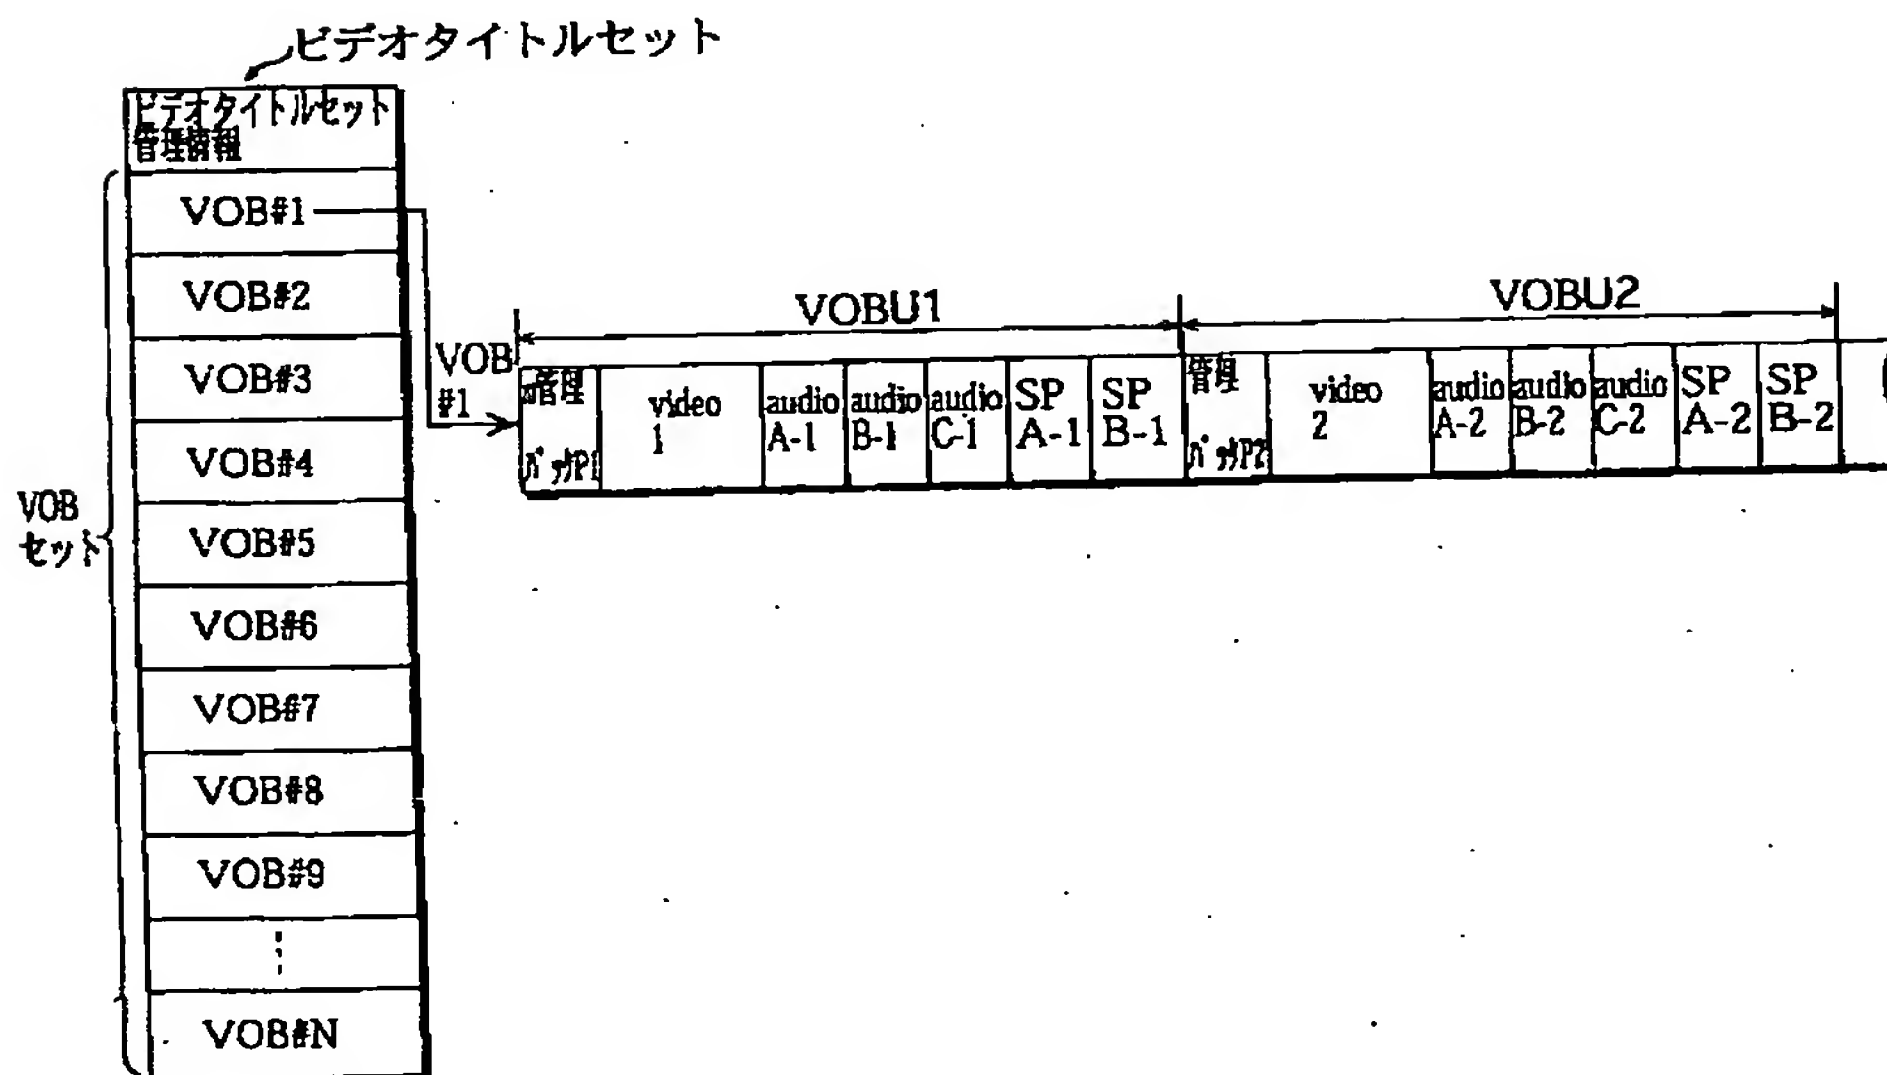 ビデオタイトルセット
ビデオタイトルセット
管理情報
VOB#1
VOB#2
VOB#3
VOB#4
VOB#5
VOB#6
VOB#7
VOB#8
VOB#9
VOB#N
VOB
セット
VOB
#1
VOBU1
VOBU2
管理
パックP1
video
1
audio
A-1
audio
B-1
audio
C-1
SP
A-1
SP
B-1
管理
パックP2
video
2
audio
A-2
audio
B-2
audio
C-2
SP
A-2
SP
B-2